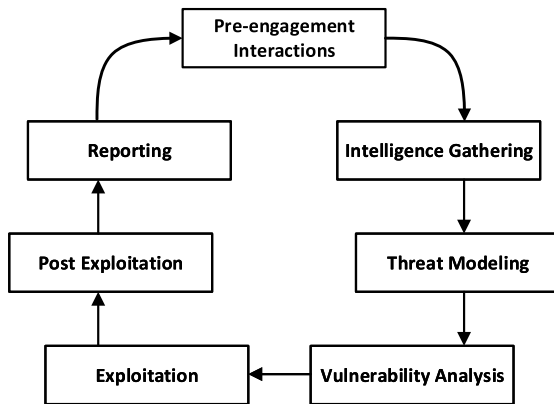 Pre-engagement
Interactions
Reporting
Intelligence Gathering
Post Exploitation
Threat Modeling
Exploitation
Vulnerability Analysis